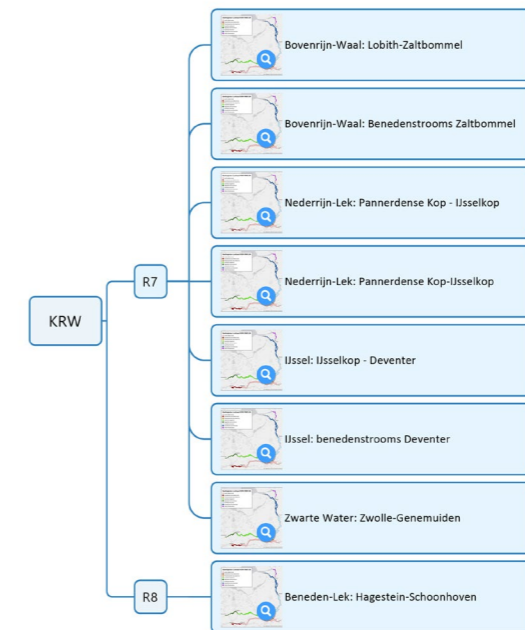 KRW
R7
Bovenrijn-Waal: Lobith-Zaltbommel
Bovenrijn-Waal: Benedenstrooms Zaltbommel
Nederrijn-Lek: Pannerdense Kop - IJsselkop
Nederrijn-Lek: Pannerdense Kop-IJsselkop
IJssel: IJsselkop - Deventer
IJssel: benedenstrooms Deventer
Zwarte Water: Zwolle-Genemuiden
R8
Beneden-Lek: Hagestein-Schoonhoven